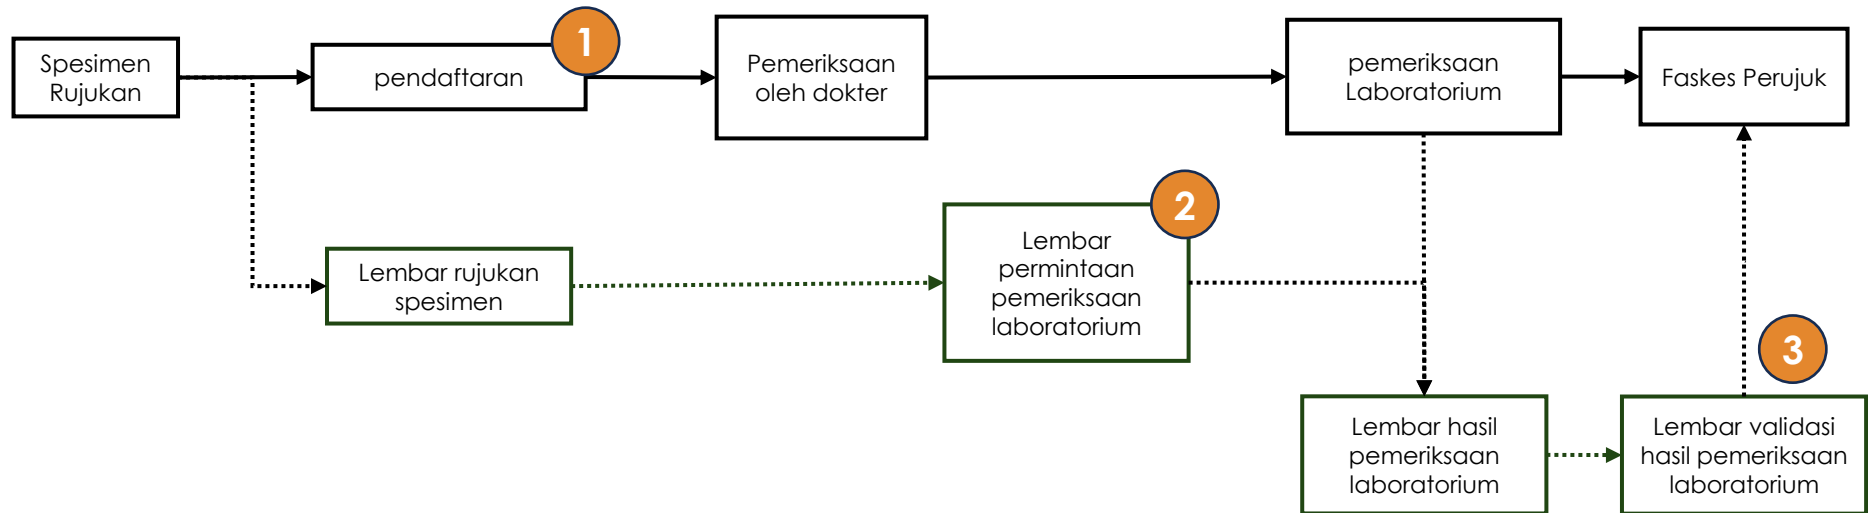 Spesimen
Rujukan
pendaftaran
1
Pemeriksaan
oleh dokter
pemeriksaan
Laboratorium
Faskes Perujuk
Lembar rujukan
spesimen
2
Lembar
permintaan
pemeriksaan
laboratorium
3
Lembar hasil
pemeriksaan
laboratorium
Lembar validasi
hasil pemeriksaan
laboratorium